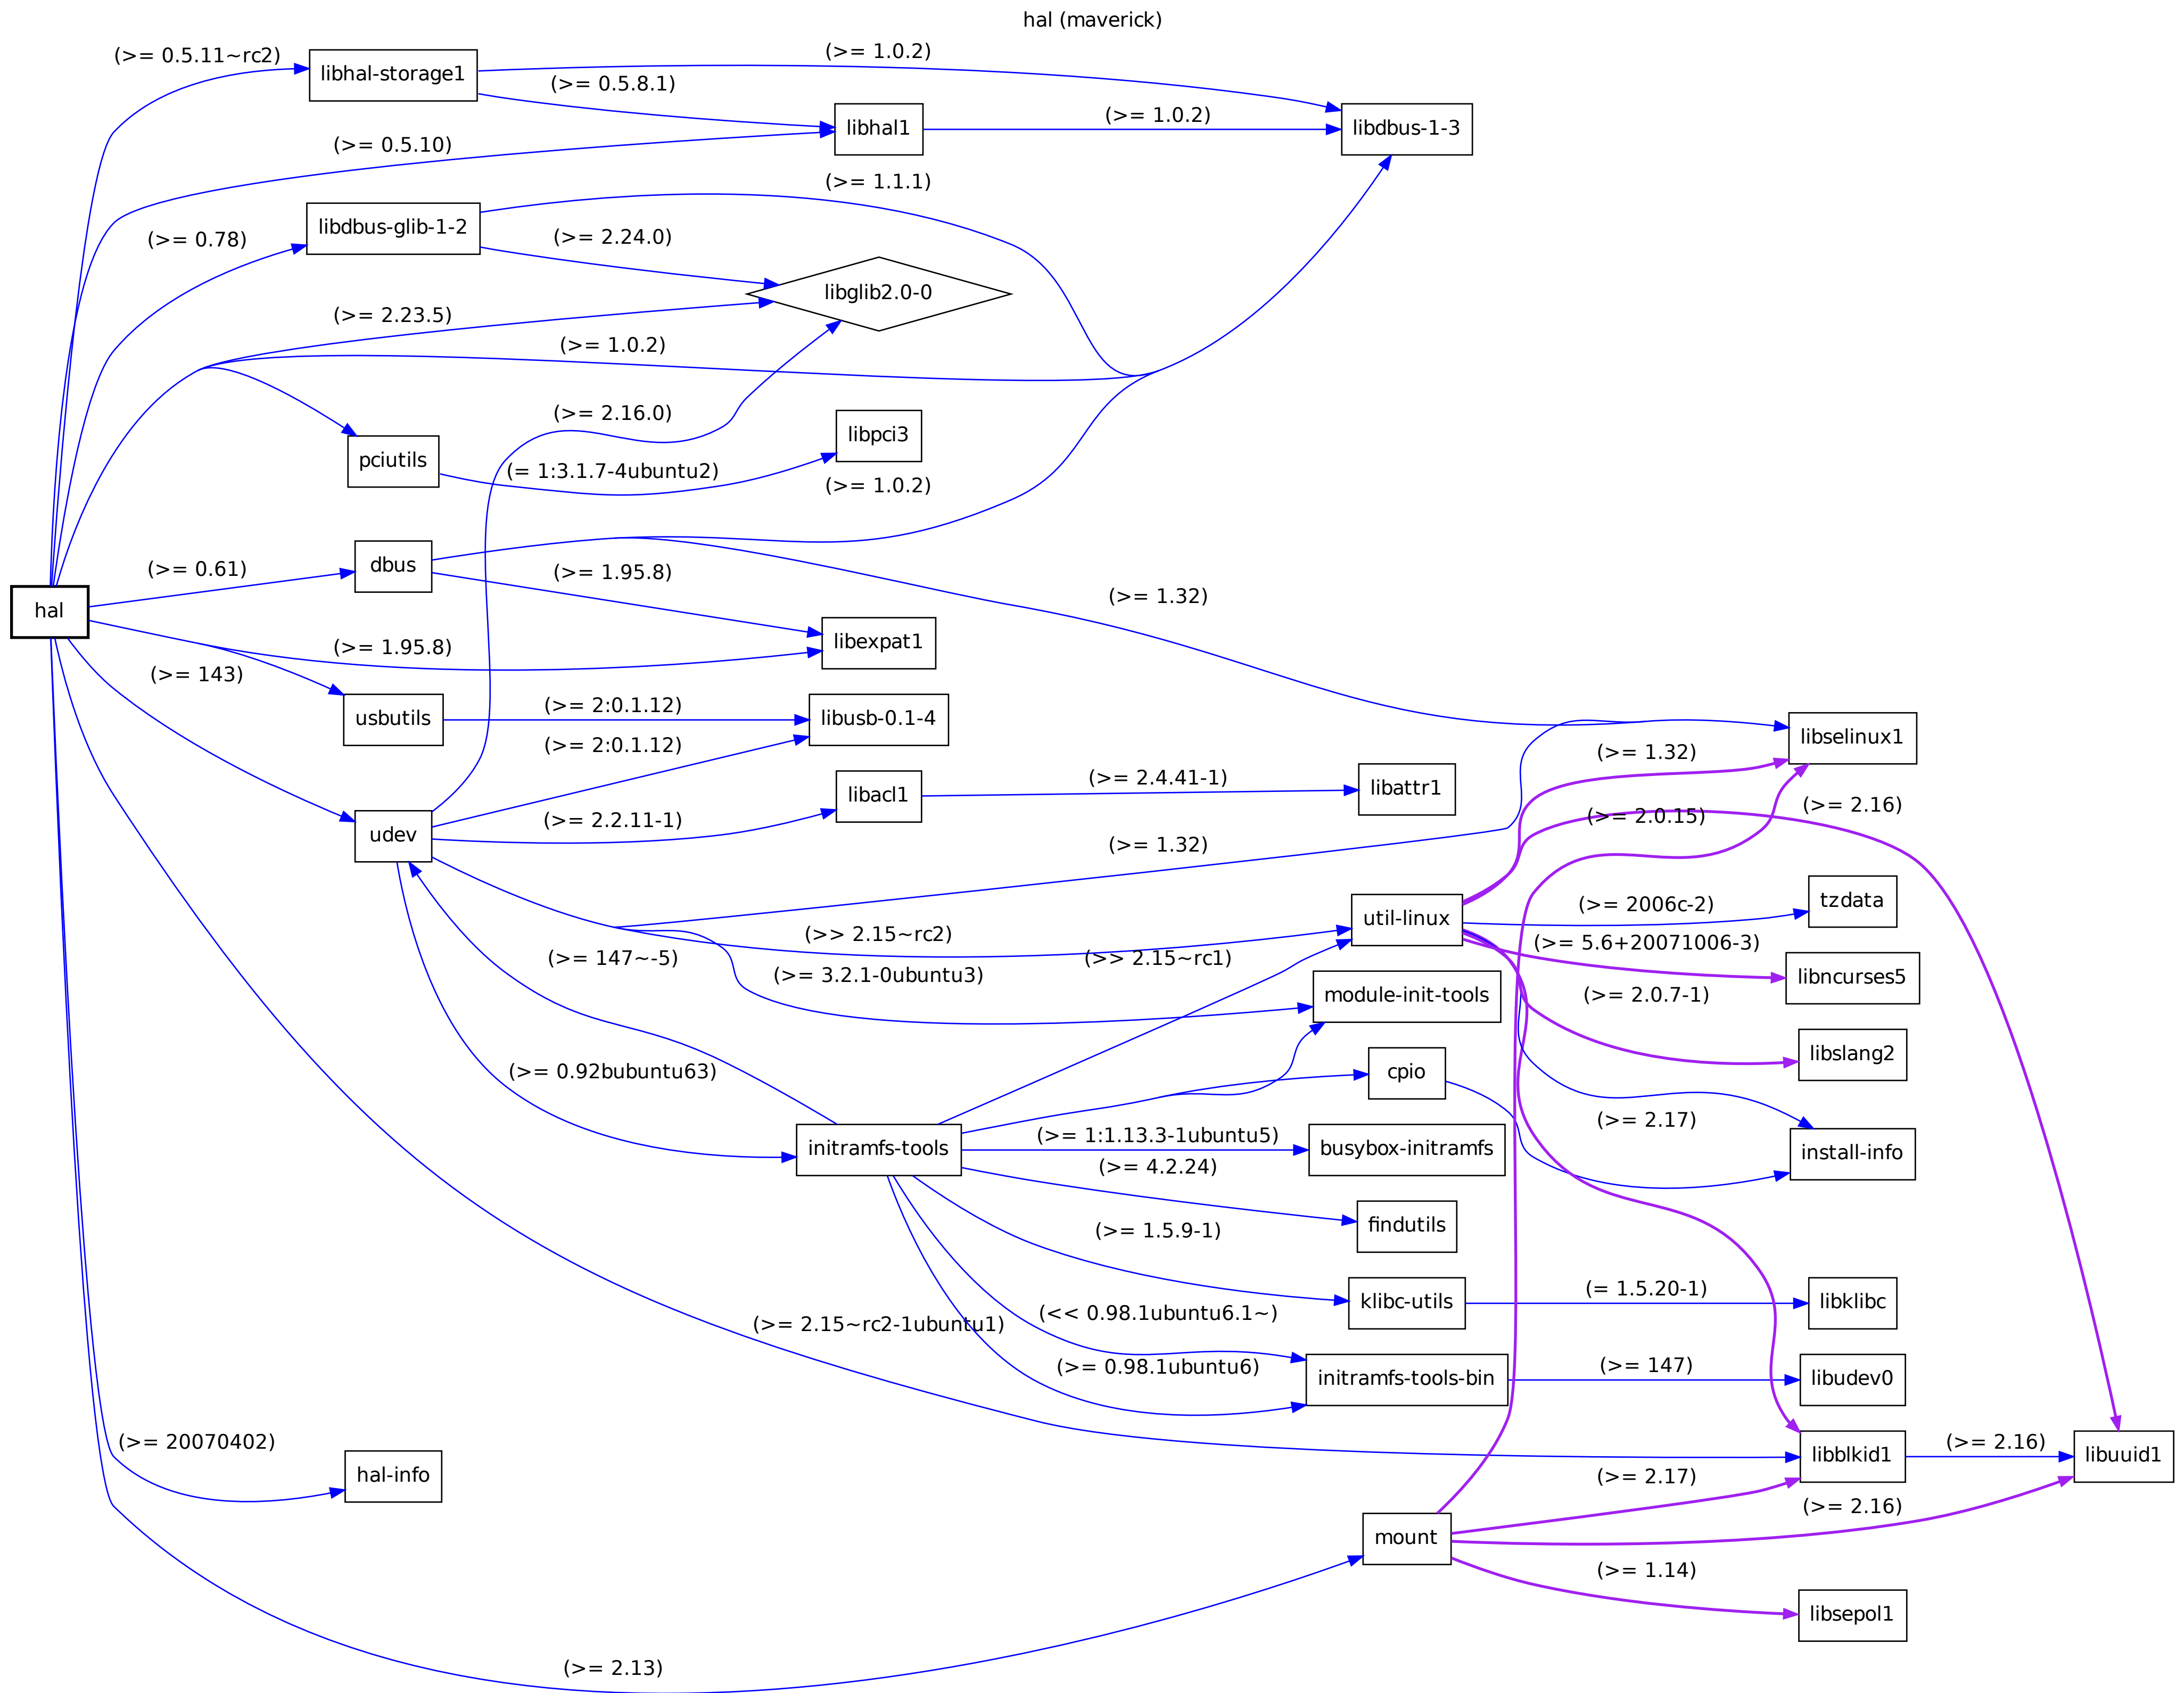 hal (maverick)
(>= 0.5.11~rc2)
libhal-storage1
(>= 1.0.2)
(>= 0.5.8.1)
(>= 0.5.10)
libhal1
(>= 1.0.2)
libdbus-1-3
(>= 0.78)
libdbus-glib-1-2
(>= 1.1.1)
(>= 2.24.0)
libglib2.0-0
(>= 2.23.5)
(>= 1.0.2)
(>= 2.16.0)
pciutils
(= 1:3.1.7-4ubuntu2)
libpci3
(>= 1.0.2)
hal
(>= 0.61)
dbus
(>= 1.95.8)
(>= 1.32)
(>= 1.95.8)
libexpat1
(>= 143)
usbutils
(>= 2:0.1.12)
(>= 2:0.1.12)
libusb-0.1-4
libselinux1
(>= 1.32)
udev
(>= 2.2.11-1)
libacl1
(>= 2.4.41-1)
libattr1
(>= 2.0.15)
(>= 2.16)
(>= 1.32)
(>> 2.15~rc2)
util-linux
(>= 2006c-2)
tzdata
(>= 147~-5)
(>= 3.2.1-0ubuntu3)
(>> 2.15~rc1)
(>= 5.6+20071006-3)
libncurses5
module-init-tools
(>= 2.0.7-1)
libslang2
(>= 0.92bubuntu63)
cpio
(>= 2.17)
initramfs-tools
(>= 1:1.13.3-1ubuntu5)
busybox-initramfs
install-info
(>= 4.2.24)
findutils
(>= 1.5.9-1)
klibc-utils
(= 1.5.20-1)
libklibc
(>= 2.15~rc2-1ubuntu1)
(<< 0.98.1ubuntu6.1~)
(>= 0.98.1ubuntu6)
initramfs-tools-bin
(>= 147)
libudev0
(>= 20070402)
hal-info
libblkid1
(>= 2.16)
libuuid1
(>= 2.17)
(>= 2.16)
mount
(>= 1.14)
libsepol1
(>= 2.13)